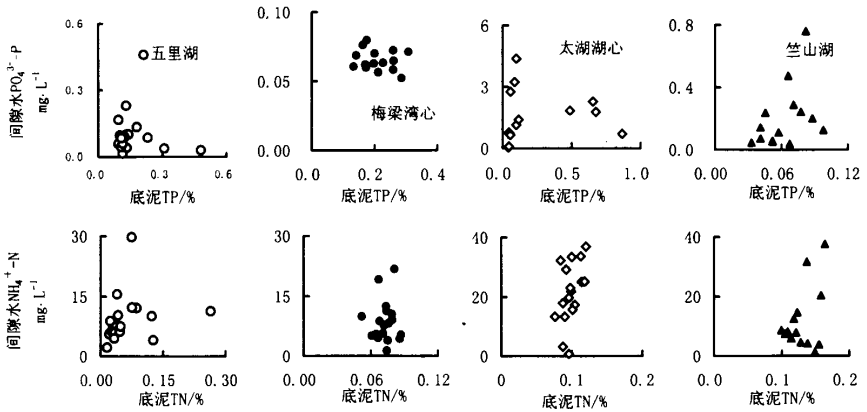 间隙水PO₄³⁻-P
mg·L⁻¹
0.6
0.3
0.0
五里湖
0.0 0.3 0.6
底泥TP/%
0.10
0.05
0.00
梅梁湾心
0.0 0.2 0.4
底泥TP/%
6
3
0
太湖湖心
0.0 0.5 1.0
底泥TP/%
0.8
0.4
0.0
竺山湖
0.00 0.06 0.12
底泥TP/%
间隙水NH₄⁺-N
mg·L⁻¹
30
15
0
0.00 0.15 0.30
底泥TN/%
30
15
0
0.00 0.06 0.12
底泥TN/%
40
20
0
0.0 0.1 0.2
底泥TN/%
40
20
0
0.0 0.1 0.2
底泥TN/%